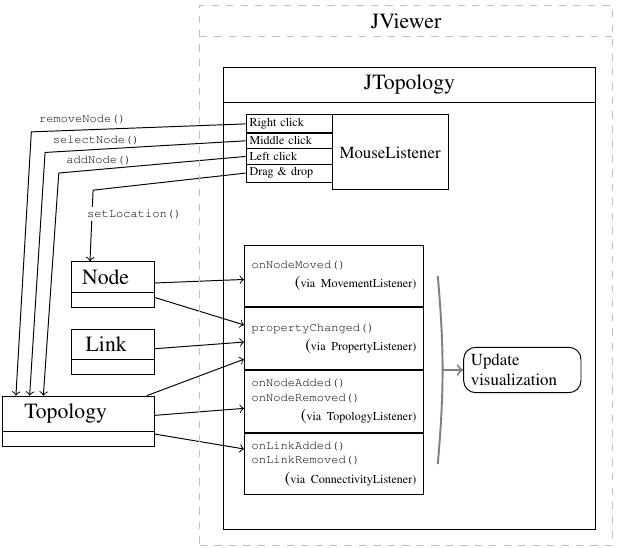 JViewer
JTopology
removeNode()
Right click
selectNode()
Middle click
MouseListener
addNode()
Left click
Drag & drop
setLocation()
Node
onNodeMoved()
(via MovementListener)
Link
propertyChanged()
(via PropertyListener)
Update
visualization
Topology
onNodeAdded()
onNodeRemoved()
(via TopologyListener)
onLinkAdded()
onLinkRemoved()
(via ConnectivityListener)